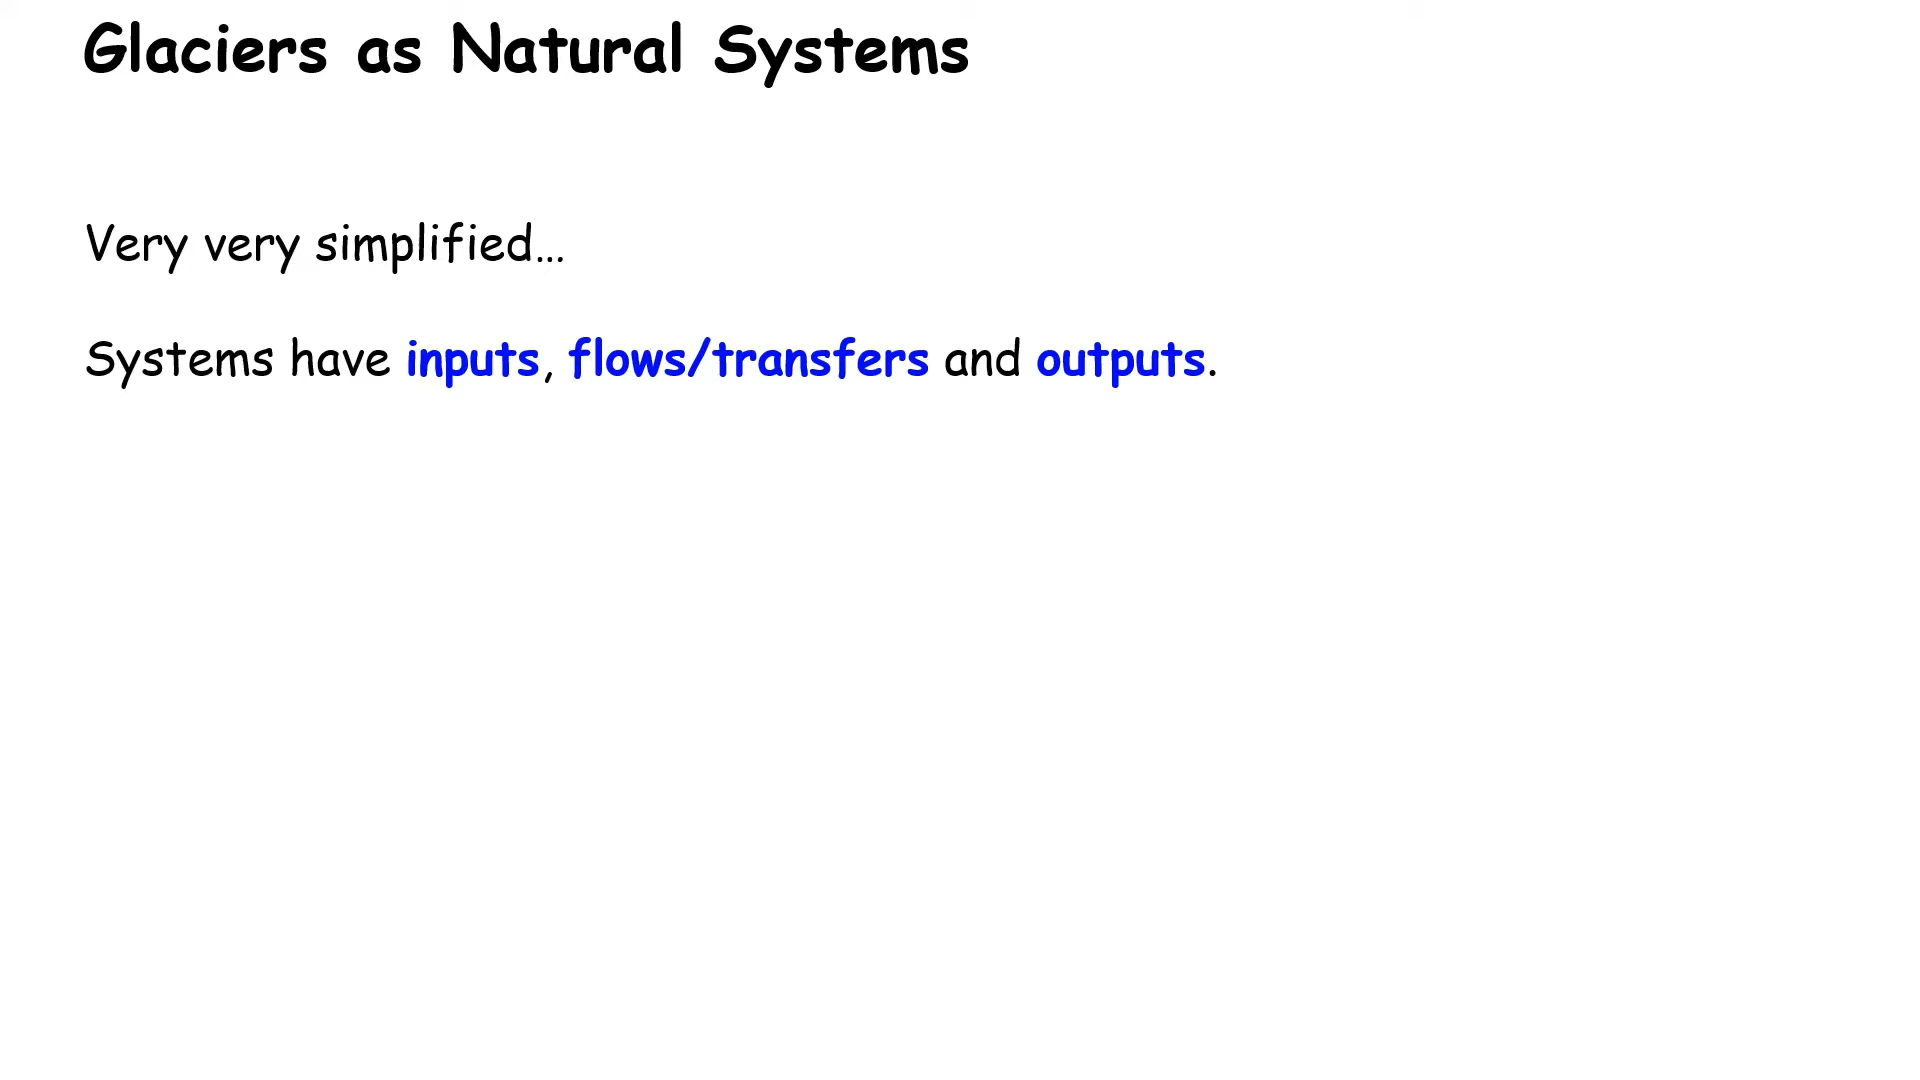 Glaciers as Natural Systems
Very very simplified…
Systems have inputs, flows/transfers and outputs.